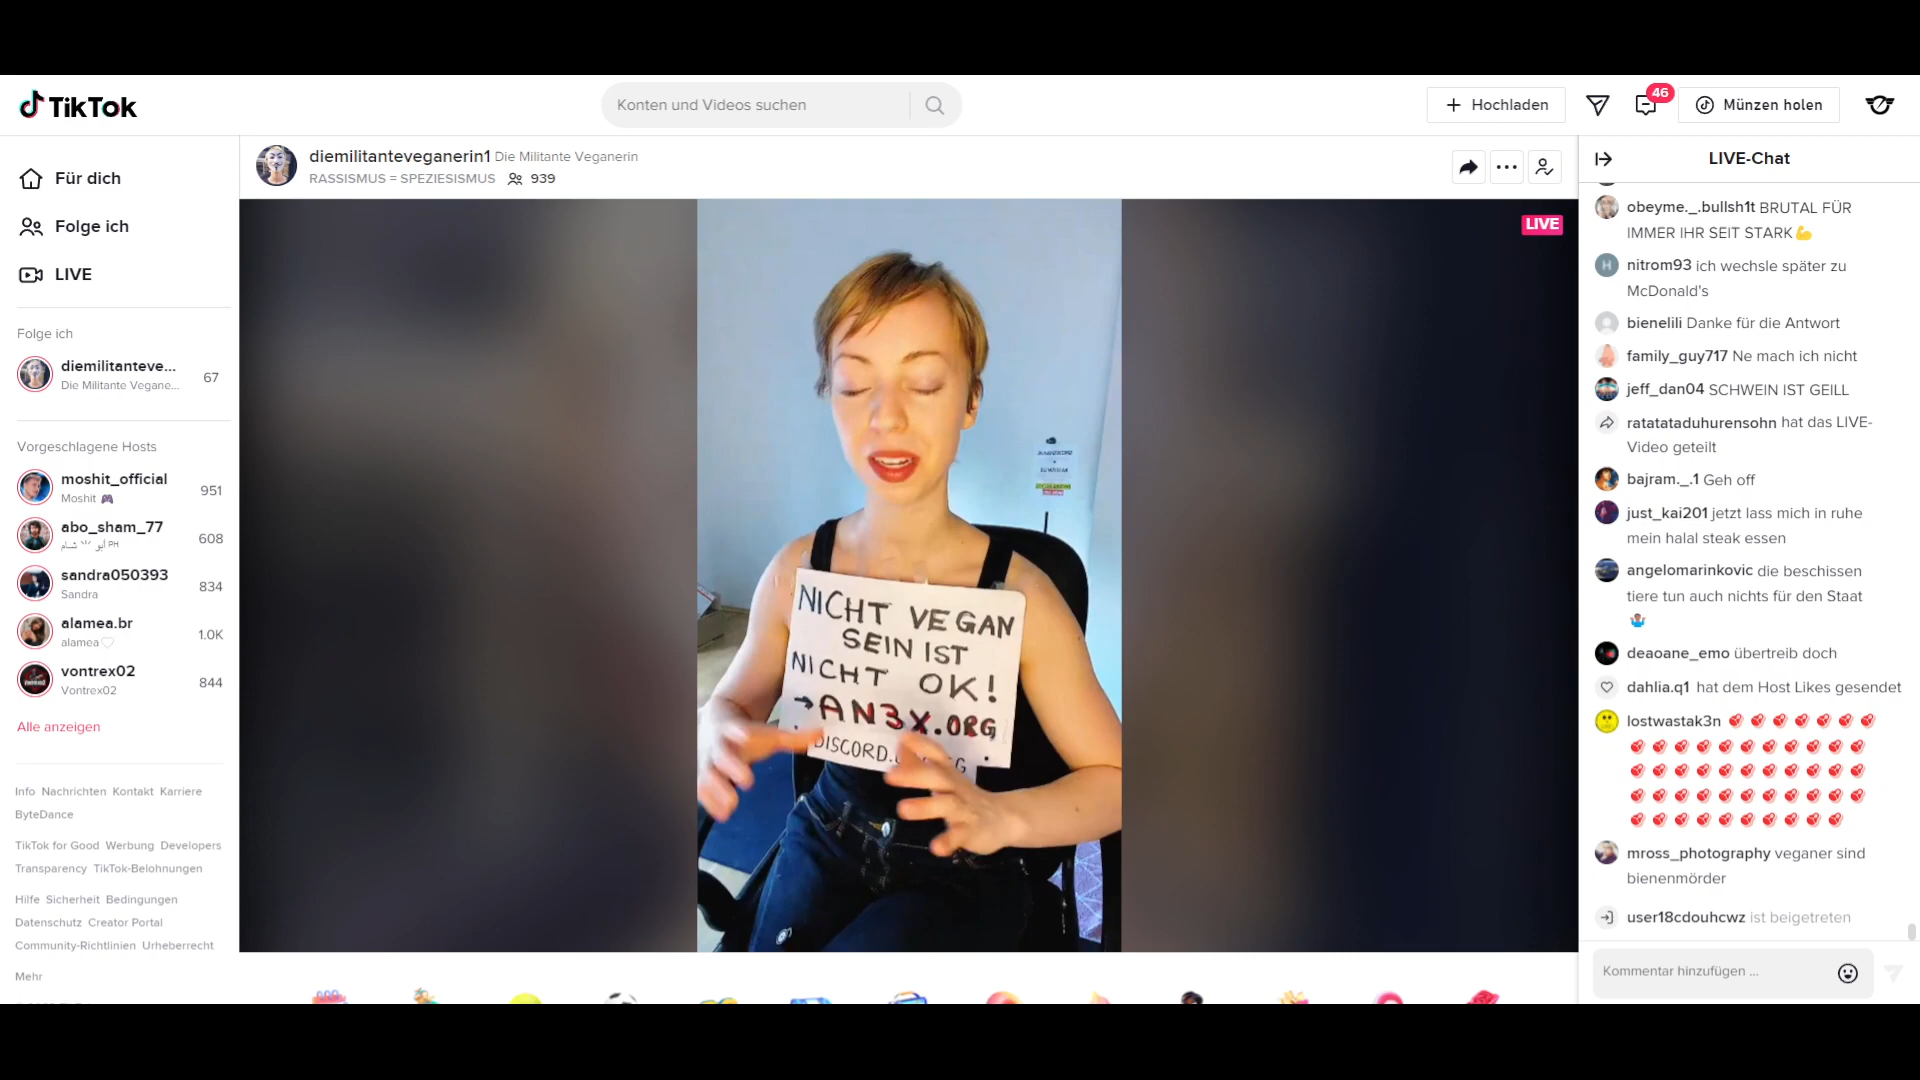 TikTok
Konten und Videos suchen
Hochladen
46
Münzen holen
Für dich
Folge ich
LIVE
Folge ich
diemilitanteve...
Die Militante Vegane...
67
Vorgeschlagene Hosts
moshit_official
Moshit 🎮
951
abo_sham_77
608
sandra050393
Sandra
834
alamea.br
alamea🤍
1.0K
vontrex02
Vontrex02
844
Alle anzeigen
Info Nachrichten Kontakt Karriere
ByteDance
TikTok for Good Werbung Developers
Transparency TikTok-Belohnungen
Hilfe Sicherheit Bedingungen
Datenschutz Creator Portal
Community-Richtlinien Urheberrecht
Mehr
diemilitanteveganerin1 Die Militante Veganerin
RASSISMUS = SPEZIESISMUS 939
LIVE
NICHT VEGAN
SEIN IST
NICHT OK!
→AN3X.ORG
DISCORD.
LIVE-Chat
obeyme._.bullsh1t BRUTAL FÜR
IMMER IHR SEIT STARK💪
nitrom93 ich wechsle später zu
McDonald's
bienelili Danke für die Antwort
family_guy717 Ne mach ich nicht
jeff_dan04 SCHWEIN IST GEILL
ratatataduhurensohn hat das LIVE-
Video geteilt
bajram._.1 Geh off
just_kai201 jetzt lass mich in ruhe
mein halal steak essen
angelomarinkovic die beschissen
tiere tun auch nichts für den Staat
🤷🏽‍♂️
deaoane_emo übertreib doch
dahlia.q1 hat dem Host Likes gesendet
lostwastak3n 🥩🥩🥩🥩🥩🥩🥩
🥩🥩🥩🥩🥩🥩🥩🥩🥩🥩🥩
🥩🥩🥩🥩🥩🥩🥩🥩🥩🥩🥩
🥩🥩🥩🥩🥩🥩🥩🥩🥩🥩🥩
🥩🥩🥩🥩🥩🥩🥩🥩🥩🥩
mross_photography veganer sind
bienenmörder
user18cdouhcwz ist beigetreten
Kommentar hinzufügen ...